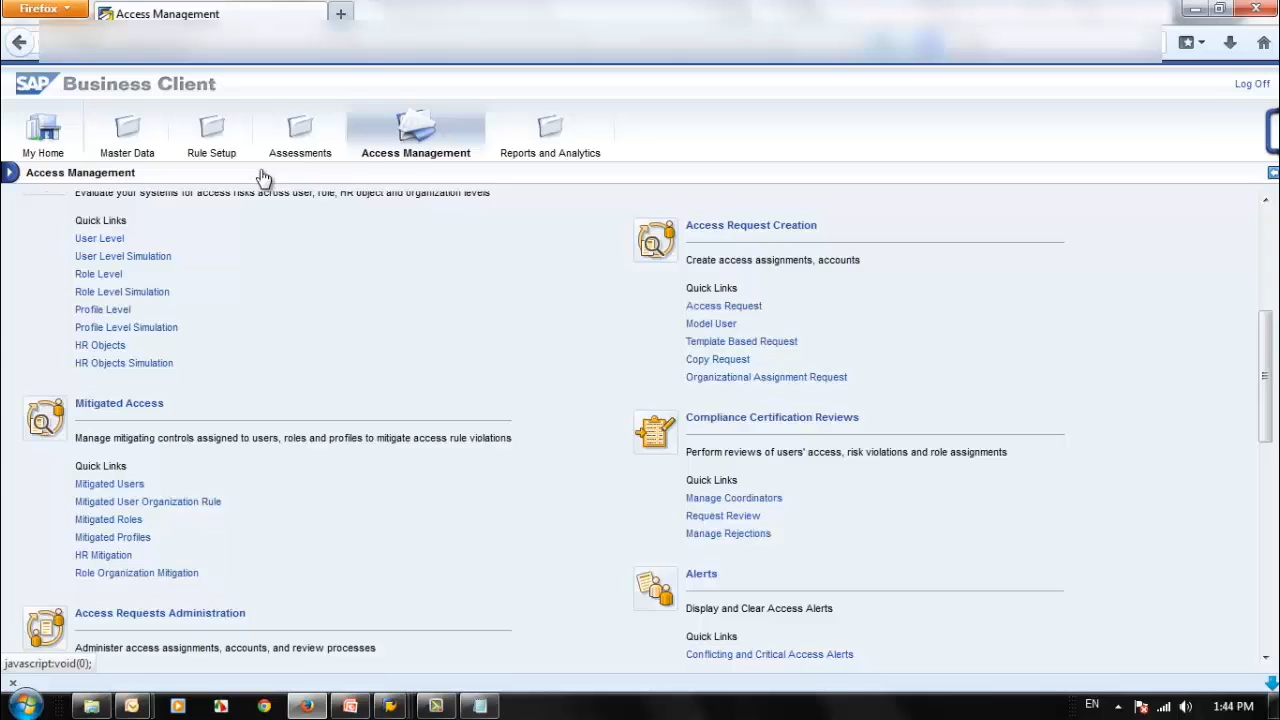 Firefox
Access Management
SAP Business Client
Log Off
My Home
Master Data
Rule Setup
Assessments
Access Management
Reports and Analytics
Access Management
Evaluate your systems for access risks across user, role, HR object and organization levels
Quick Links
User Level
User Level Simulation
Role Level
Role Level Simulation
Profile Level
Profile Level Simulation
HR Objects
HR Objects Simulation
Mitigated Access
Manage mitigating controls assigned to users, roles and profiles to mitigate access rule violations
Quick Links
Mitigated Users
Mitigated User Organization Rule
Mitigated Roles
Mitigated Profiles
HR Mitigation
Role Organization Mitigation
Access Requests Administration
Administer access assignments, accounts, and review processes
Access Request Creation
Create access assignments, accounts
Quick Links
Access Request
Model User
Template Based Request
Copy Request
Organizational Assignment Request
Compliance Certification Reviews
Perform reviews of users' access, risk violations and role assignments
Quick Links
Manage Coordinators
Request Review
Manage Rejections
Alerts
Display and Clear Access Alerts
Quick Links
Conflicting and Critical Access Alerts
javascript:void(0);
EN
1:44 PM